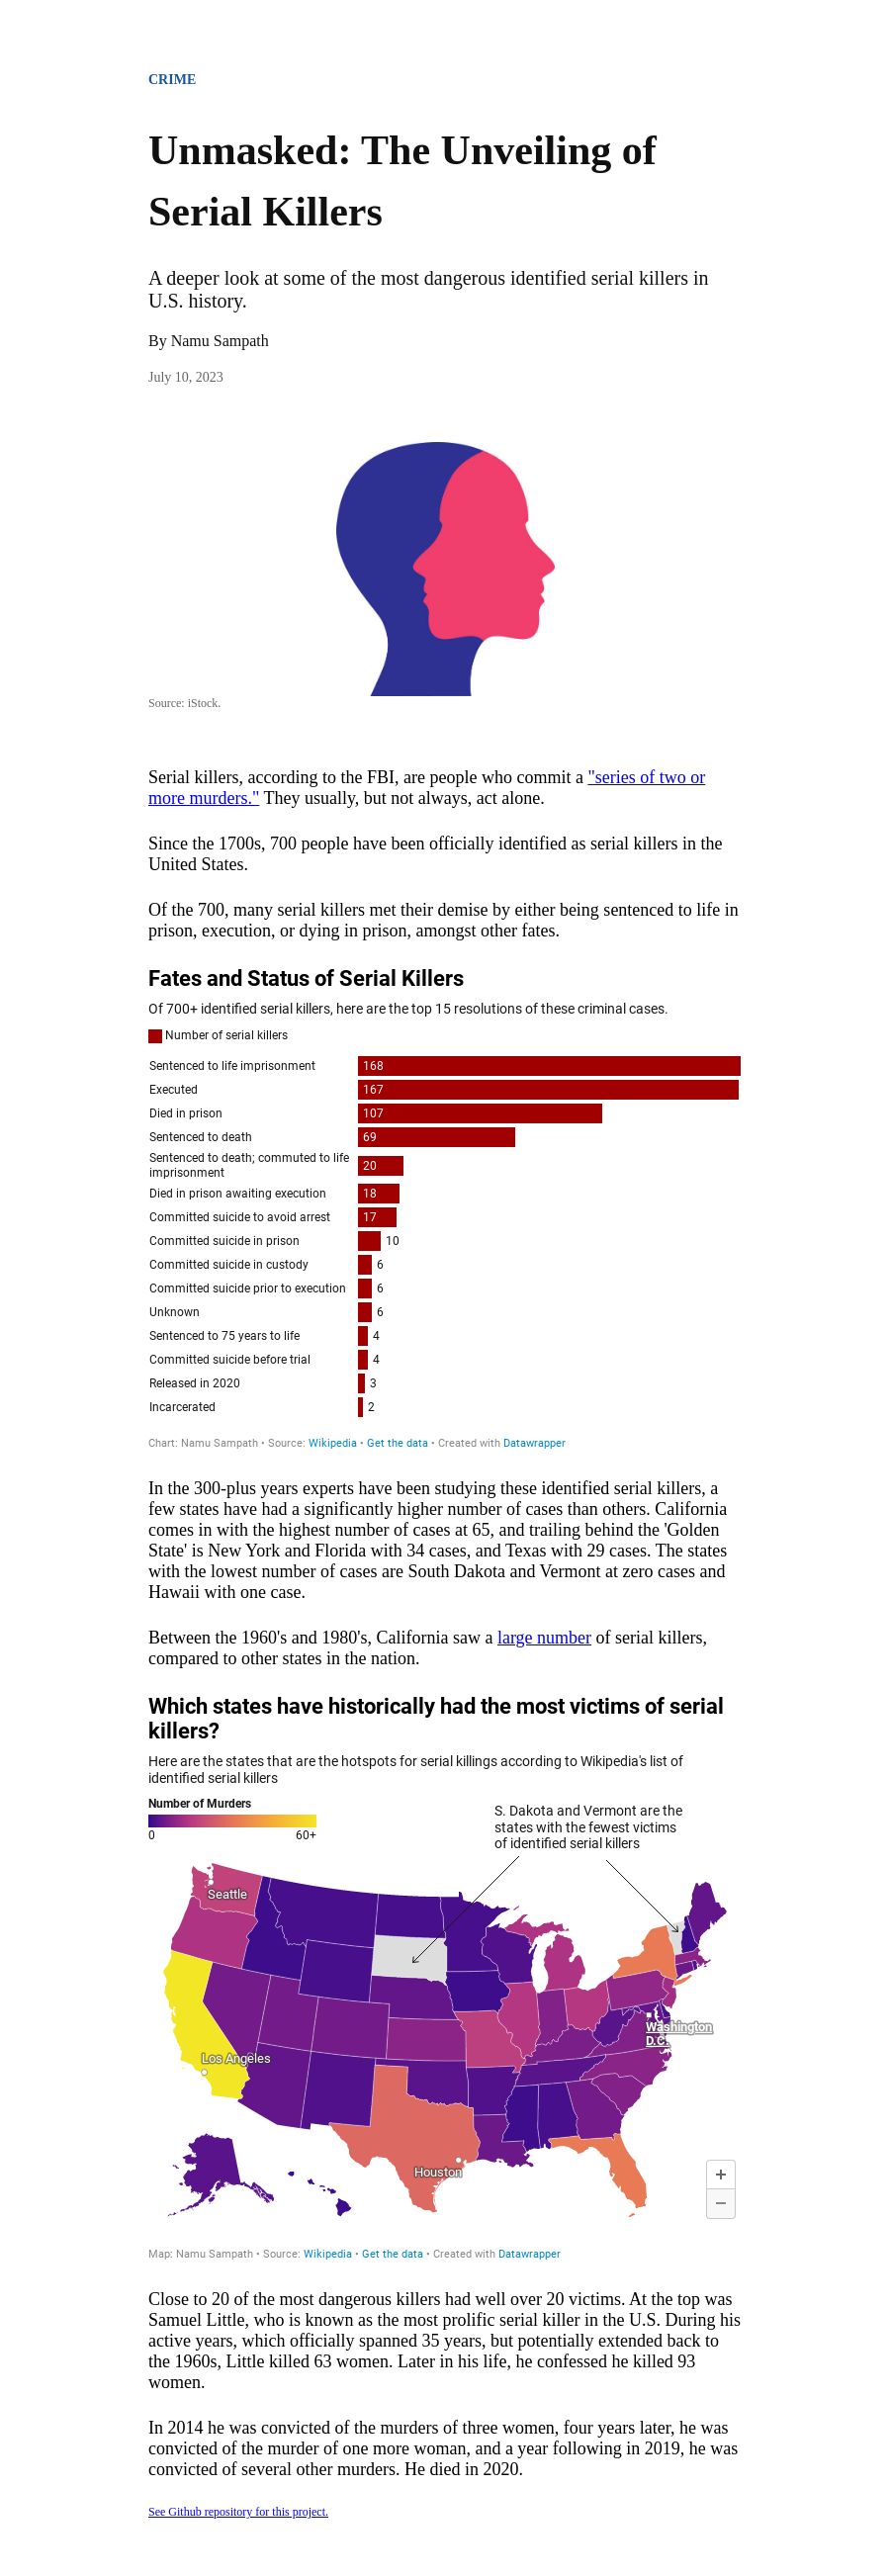 CRIME
Unmasked: The Unveiling of
Serial Killers
A deeper look at some of the most dangerous identified serial killers in
U.S. history.
By Namu Sampath
July 10, 2023
Source: iStock.
Serial killers, according to the FBI, are people who commit a "series of two or
more murders." They usually, but not always, act alone.
Since the 1700s, 700 people have been officially identified as serial killers in the
United States.
Of the 700, many serial killers met their demise by either being sentenced to life in
prison, execution, or dying in prison, amongst other fates.
Fates and Status of Serial Killers
Of 700+ identified serial killers, here are the top 15 resolutions of these criminal cases.
Number of serial killers
Sentenced to life imprisonment 168
Executed 167
Died in prison 107
Sentenced to death 69
Sentenced to death; commuted to life
imprisonment 20
Died in prison awaiting execution 18
Committed suicide to avoid arrest 17
Committed suicide in prison 10
Committed suicide in custody 6
Committed suicide prior to execution 6
Unknown 6
Sentenced to 75 years to life 4
Committed suicide before trial 4
Released in 2020 3
Incarcerated 2
Chart: Namu Sampath • Source: Wikipedia • Get the data • Created with Datawrapper
In the 300-plus years experts have been studying these identified serial killers, a
few states have had a significantly higher number of cases than others. California
comes in with the highest number of cases at 65, and trailing behind the 'Golden
State' is New York and Florida with 34 cases, and Texas with 29 cases. The states
with the lowest number of cases are South Dakota and Vermont at zero cases and
Hawaii with one case.
Between the 1960's and 1980's, California saw a large number of serial killers,
compared to other states in the nation.
Which states have historically had the most victims of serial
killers?
Here are the states that are the hotspots for serial killings according to Wikipedia's list of
identified serial killers
Number of Murders
0 60+
S. Dakota and Vermont are the
states with the fewest victims
of identified serial killers
Seattle
Washington
D.C.
Los Angeles
Houston
+
−
Map: Namu Sampath • Source: Wikipedia • Get the data • Created with Datawrapper
Close to 20 of the most dangerous killers had well over 20 victims. At the top was
Samuel Little, who is known as the most prolific serial killer in the U.S. During his
active years, which officially spanned 35 years, but potentially extended back to
the 1960s, Little killed 63 women. Later in his life, he confessed he killed 93
women.
In 2014 he was convicted of the murders of three women, four years later, he was
convicted of the murder of one more woman, and a year following in 2019, he was
convicted of several other murders. He died in 2020.
See Github repository for this project.